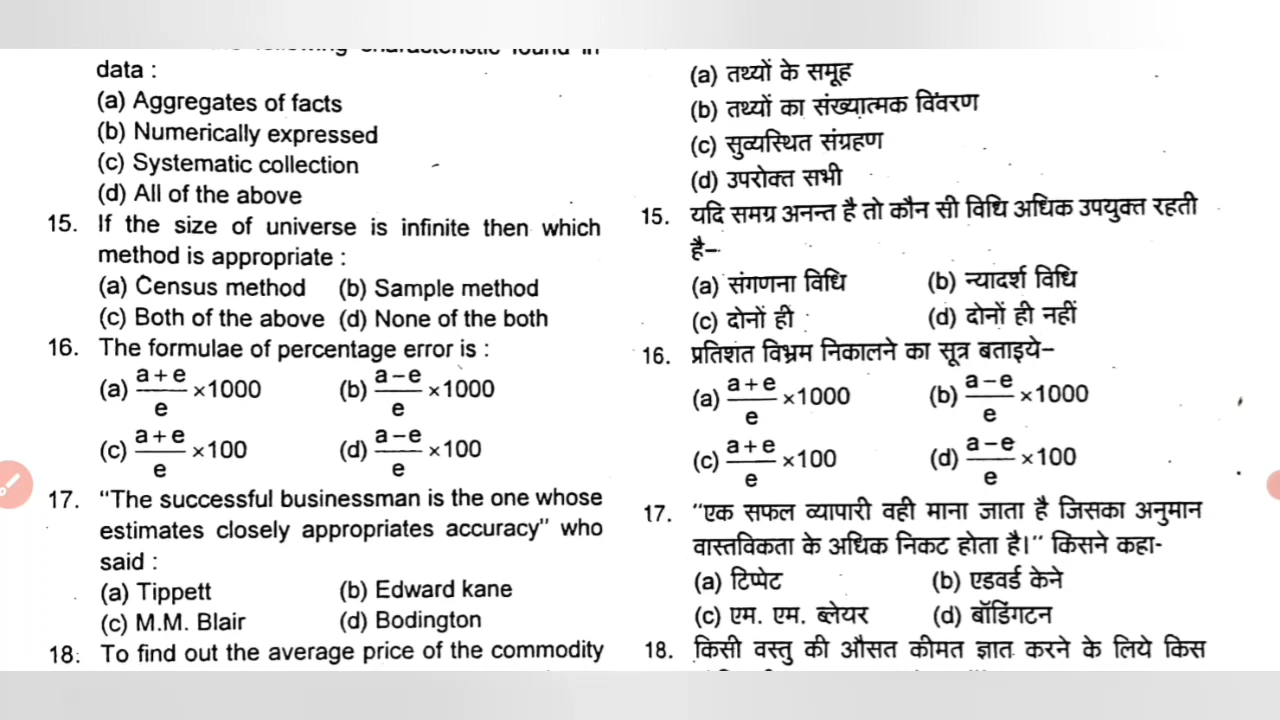 data :
(a) Aggregates of facts
(b) Numerically expressed
(c) Systematic collection
(d) All of the above
15. If the size of universe is infinite then which
method is appropriate :
(a) Census method (b) Sample method
(c) Both of the above (d) None of the both
16. The formulae of percentage error is :
(a) a+e/e ×1000 (b) a−e/e ×1000
(c) a+e/e ×100 (d) a−e/e ×100
17. “The successful businessman is the one whose
estimates closely appropriates accuracy” who
said :
(a) Tippett (b) Edward kane
(c) M.M. Blair (d) Bodington
18. To find out the average price of the commodity
(a) तथ्यों के समूह
(b) तथ्यों का संख्यात्मक विवरण
(c) सुव्यस्थित संग्रहण
(d) उपरोक्त सभी
15. यदि समग्र अनन्त है तो कौन सी विधि अधिक उपयुक्त रहती
है–
(a) संगणना विधि (b) न्यादर्श विधि
(c) दोनों ही (d) दोनों ही नहीं
16. प्रतिशत विभ्रम निकालने का सूत्र बताइये–
(a) a+e/e ×1000 (b) a−e/e ×1000
(c) a+e/e ×100 (d) a−e/e ×100
17. “एक सफल व्यापारी वही माना जाता है जिसका अनुमान
वास्तविकता के अधिक निकट होता है।” किसने कहा-
(a) टिप्पेट (b) एडवर्ड केने
(c) एम. एम. ब्लेयर (d) बॉडिंगटन
18. किसी वस्तु की औसत कीमत ज्ञात करने के लिये किस